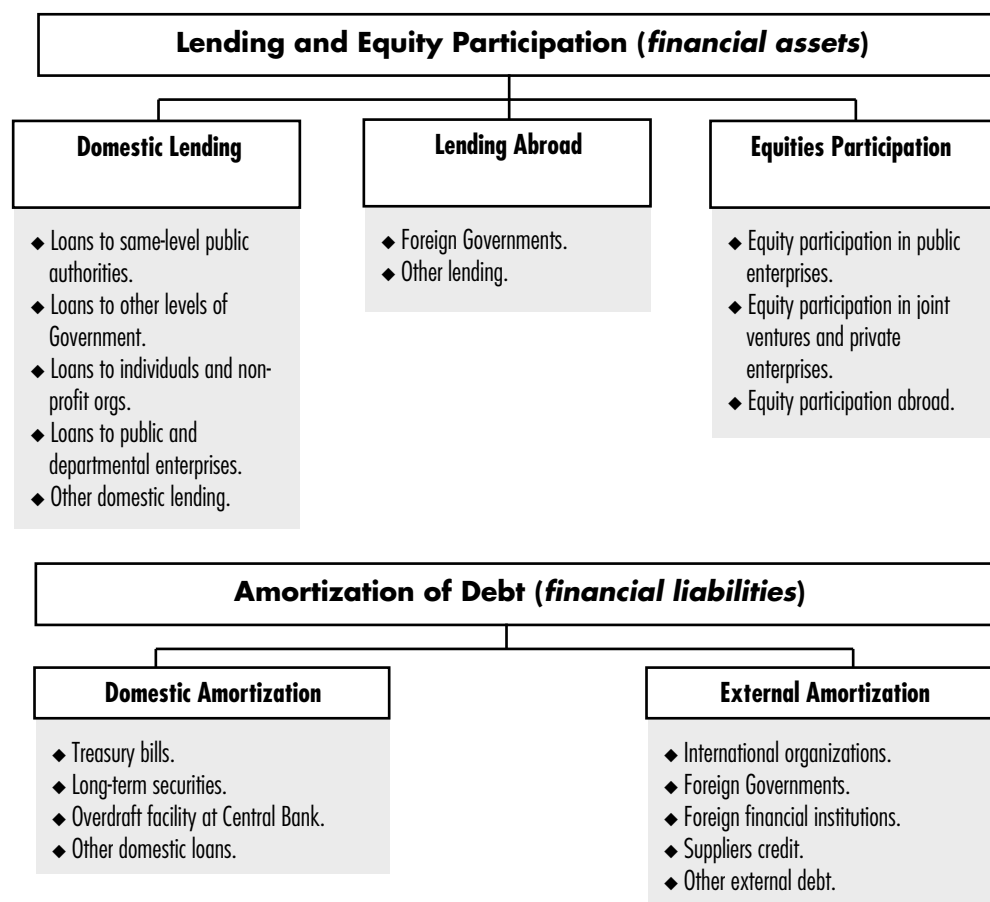 Lending and Equity Participation (financial assets)
Domestic Lending
◆ Loans to same-level public
authorities.
◆ Loans to other levels of
Government.
◆ Loans to individuals and non-
profit orgs.
◆ Loans to public and
departmental enterprises.
◆ Other domestic lending.
Lending Abroad
◆ Foreign Governments.
◆ Other lending.
Equities Participation
◆ Equity participation in public
enterprises.
◆ Equity participation in joint
ventures and private
enterprises.
◆ Equity participation abroad.
Amortization of Debt (financial liabilities)
Domestic Amortization
◆ Treasury bills.
◆ Long-term securities.
◆ Overdraft facility at Central Bank.
◆ Other domestic loans.
External Amortization
◆ International organizations.
◆ Foreign Governments.
◆ Foreign financial institutions.
◆ Suppliers credit.
◆ Other external debt.